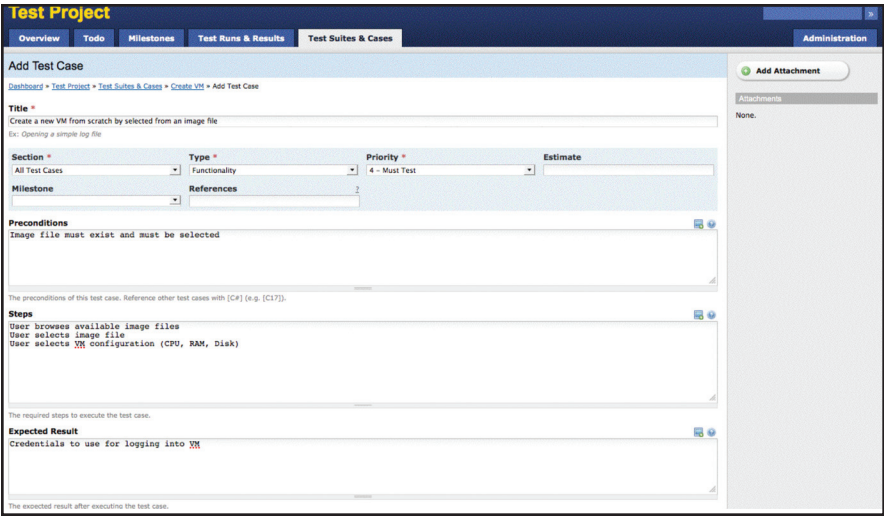 Test Project
»
Overview Todo Milestones Test Runs & Results Test Suites & Cases Administration
Add Test Case
Dashboard » Test Project » Test Suites & Cases » Create VM » Add Test Case
Title *
Create a new VM from scratch by selected from an image file
Ex: Opening a simple log file
Section * Type * Priority * Estimate
All Test Cases Functionality 4 - Must Test
Milestone References ?
Preconditions
Image file must exist and must be selected
The preconditions of this test case. Reference other test cases with [C#] (e.g. [C17]).
Steps
User browses available image files
User selects image file
User selects VM configuration (CPU, RAM, Disk)
The required steps to execute the test case.
Expected Result
Credentials to use for logging into VM
The expected result after executing the test case.
Add Attachment
Attachments
None.